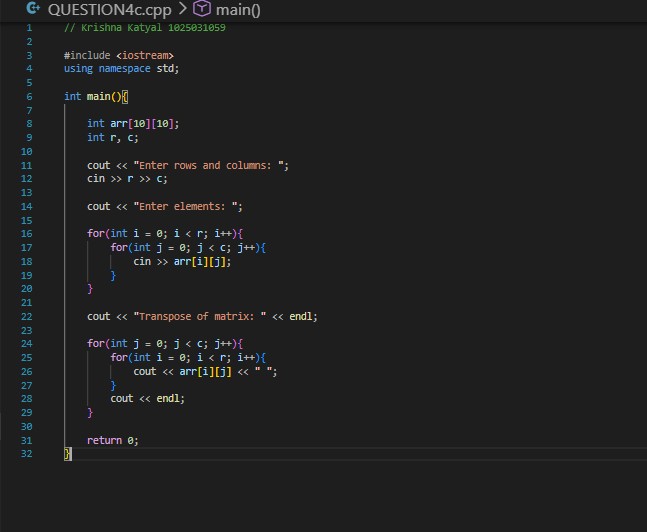 QUESTION4c.cpp > main()
1 // Krishna Katyal 1025031059
2
3 #include <iostream>
4 using namespace std;
5
6 int main(){
7
8     int arr[10][10];
9     int r, c;
10
11     cout << "Enter rows and columns: ";
12     cin >> r >> c;
13
14     cout << "Enter elements: ";
15
16     for(int i = 0; i < r; i++){
17         for(int j = 0; j < c; j++){
18             cin >> arr[i][j];
19         }
20     }
21
22     cout << "Transpose of matrix: " << endl;
23
24     for(int j = 0; j < c; j++){
25         for(int i = 0; i < r; i++){
26             cout << arr[i][j] << " ";
27         }
28         cout << endl;
29     }
30
31     return 0;
32 }